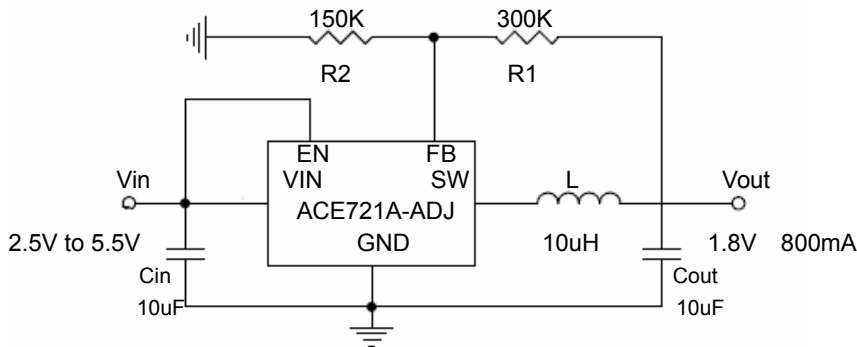 150K 300K
R2 R1
EN FB
Vin VIN SW L Vout
ACE721A-ADJ
2.5V to 5.5V GND 10uH 1.8V 800mA
Cin Cout
10uF 10uF